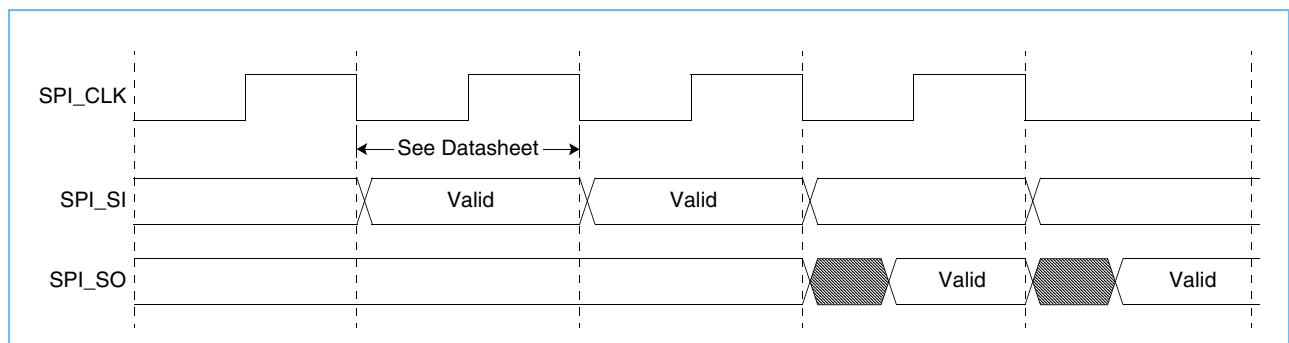 SPI_CLK
See Datasheet
SPI_SI
Valid
Valid
SPI_SO
Valid
Valid